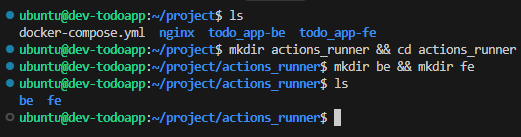 ubuntu@dev-todoapp:~/project$ ls
docker-compose.yml  nginx  todo_app-be  todo_app-fe
ubuntu@dev-todoapp:~/project$ mkdir actions_runner && cd actions_runner
ubuntu@dev-todoapp:~/project/actions_runner$ mkdir be && mkdir fe
ubuntu@dev-todoapp:~/project/actions_runner$ ls
be  fe
ubuntu@dev-todoapp:~/project/actions_runner$